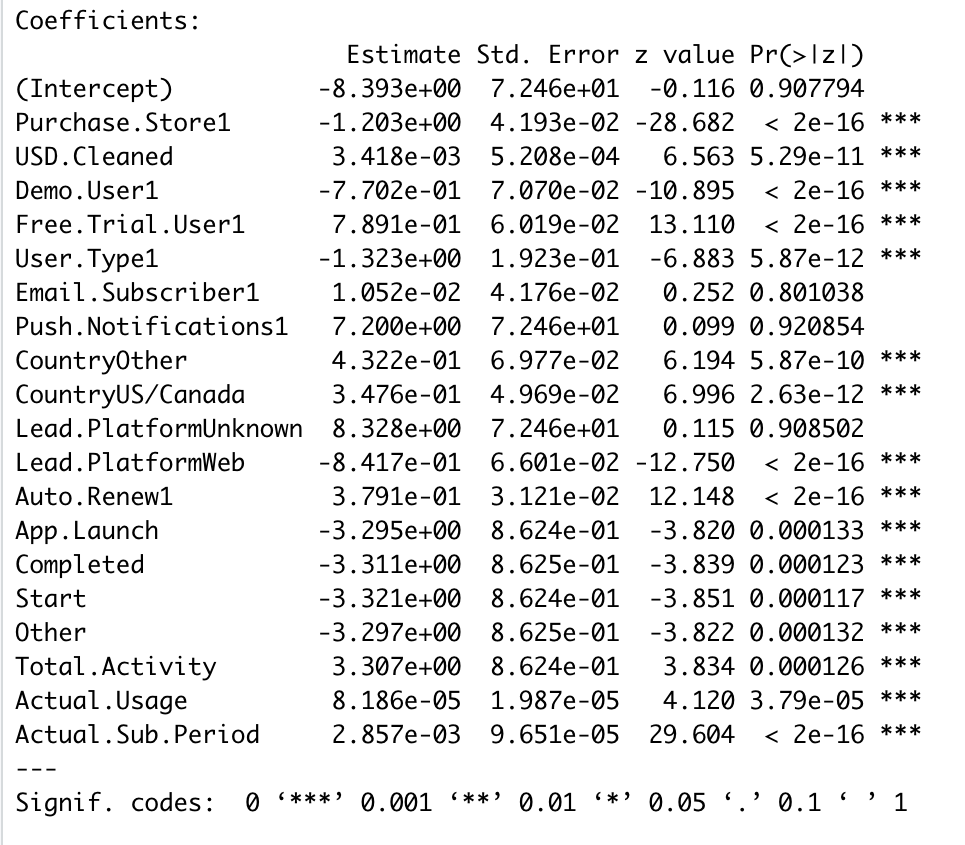 Coefficients:
Estimate Std. Error z value Pr(>|z|)
(Intercept) -8.393e+00 7.246e+01 -0.116 0.907794
Purchase.Store1 -1.203e+00 4.193e-02 -28.682 < 2e-16 ***
USD.Cleaned 3.418e-03 5.208e-04 6.563 5.29e-11 ***
Demo.User1 -7.702e-01 7.070e-02 -10.895 < 2e-16 ***
Free.Trial.User1 7.891e-01 6.019e-02 13.110 < 2e-16 ***
User.Type1 -1.323e+00 1.923e-01 -6.883 5.87e-12 ***
Email.Subscriber1 1.052e-02 4.176e-02 0.252 0.801038
Push.Notifications1 7.200e+00 7.246e+01 0.099 0.920854
CountryOther 4.322e-01 6.977e-02 6.194 5.87e-10 ***
CountryUS/Canada 3.476e-01 4.969e-02 6.996 2.63e-12 ***
Lead.PlatformUnknown 8.328e+00 7.246e+01 0.115 0.908502
Lead.PlatformWeb -8.417e-01 6.601e-02 -12.750 < 2e-16 ***
Auto.Renew1 3.791e-01 3.121e-02 12.148 < 2e-16 ***
App.Launch -3.295e+00 8.624e-01 -3.820 0.000133 ***
Completed -3.311e+00 8.625e-01 -3.839 0.000123 ***
Start -3.321e+00 8.624e-01 -3.851 0.000117 ***
Other -3.297e+00 8.625e-01 -3.822 0.000132 ***
Total.Activity 3.307e+00 8.624e-01 3.834 0.000126 ***
Actual.Usage 8.186e-05 1.987e-05 4.120 3.79e-05 ***
Actual.Sub.Period 2.857e-03 9.651e-05 29.604 < 2e-16 ***
---
Signif. codes: 0 ‘***’ 0.001 ‘**’ 0.01 ‘*’ 0.05 ‘.’ 0.1 ‘ ’ 1